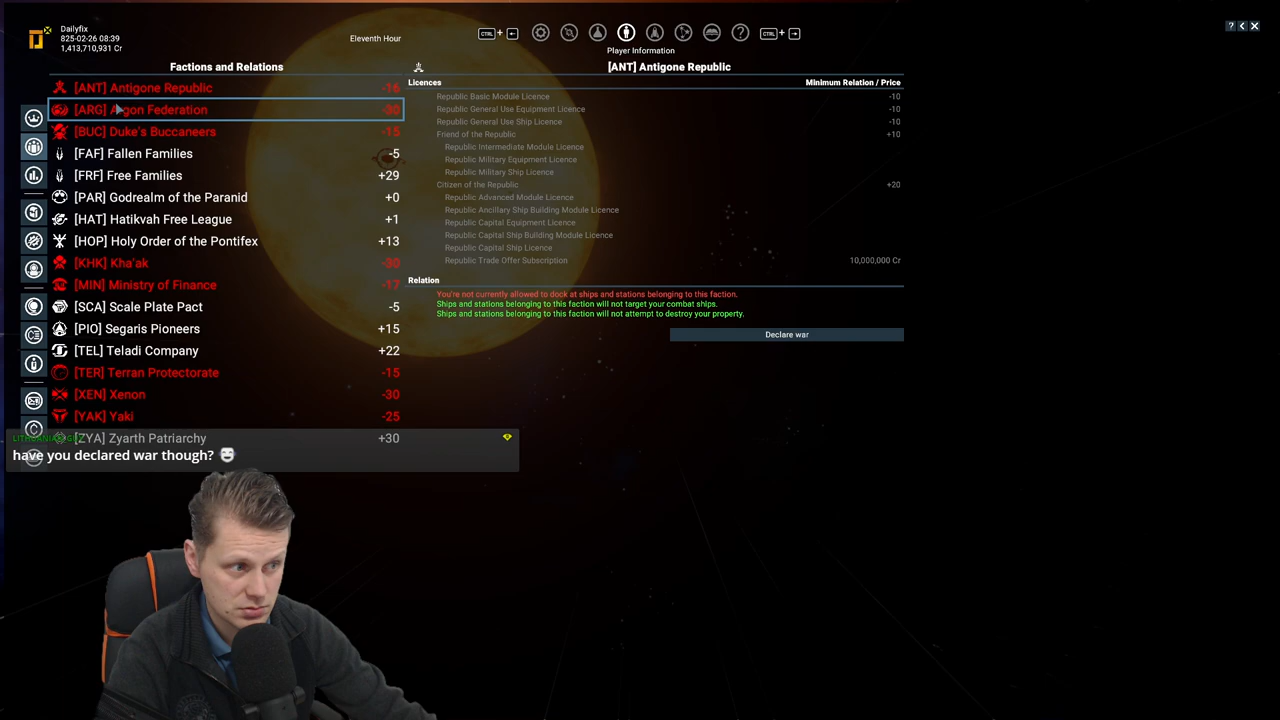 Dailyfix
825-02-26 08:39
1,413,710,931 Cr
Eleventh Hour
CTRL +
CTRL +
? < ✕
Player Information
Factions and Relations
[ANT] Antigone Republic -16
[ARG] Argon Federation -30
[BUC] Duke's Buccaneers -15
[FAF] Fallen Families -5
[FRF] Free Families +29
[PAR] Godrealm of the Paranid +0
[HAT] Hatikvah Free League +1
[HOP] Holy Order of the Pontifex +13
[KHK] Kha'ak -30
[MIN] Ministry of Finance -17
[SCA] Scale Plate Pact -5
[PIO] Segaris Pioneers +15
[TEL] Teladi Company +22
[TER] Terran Protectorate -15
[XEN] Xenon -30
[YAK] Yaki -25
[ZYA] Zyarth Patriarchy +30
have you declared war though?
[ANT] Antigone Republic
Licences Minimum Relation / Price
Republic Basic Module Licence -10
Republic General Use Equipment Licence -10
Republic General Use Ship Licence -10
Friend of the Republic +10
Republic Intermediate Module Licence
Republic Military Equipment Licence
Republic Military Ship Licence
Citizen of the Republic +20
Republic Advanced Module Licence
Republic Ancillary Ship Building Module Licence
Republic Capital Equipment Licence
Republic Capital Ship Building Module Licence
Republic Capital Ship Licence
Republic Trade Offer Subscription 10,000,000 Cr
Relation
You're not currently allowed to dock at ships and stations belonging to this faction.
Ships and stations belonging to this faction will not target your combat ships.
Ships and stations belonging to this faction will not attempt to destroy your property.
Declare war